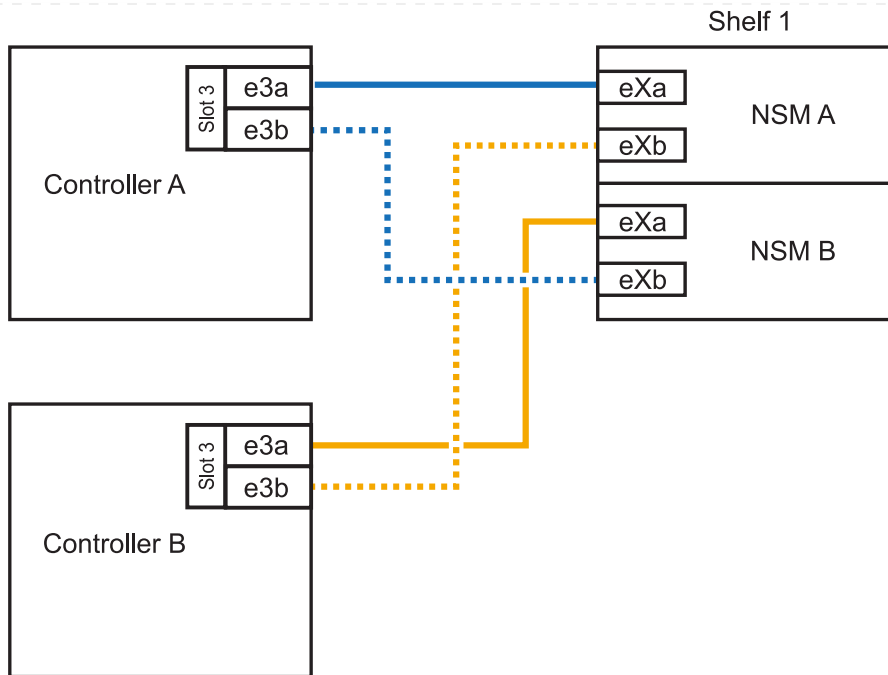 Shelf 1
Slot 3
e3a
e3b
Controller A
eXa
eXb
NSM A
eXa
eXb
NSM B
Slot 3
e3a
e3b
Controller B